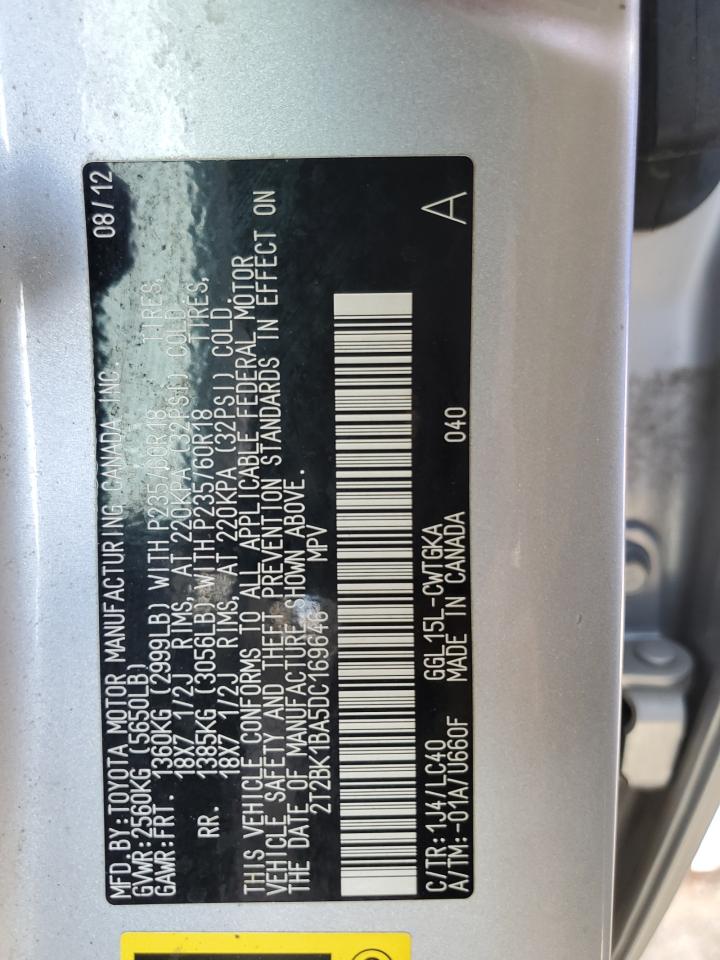 MFD.BY:TOYOTA MOTOR MANUFACTURING CANADA INC. 08/12
GVWR:2560KG (5650LB)
GAWR:FRT. 1360KG (2999LB) WITH P235/60R18 TIRES,
18X7 1/2J RIMS, AT 220KPA (32PSI) COLD
RR. 1385KG (3056LB) WITH P235/60R18 TIRES,
18X7 1/2J RIMS, AT 220KPA (32PSI) COLD
THIS VEHICLE CONFORMS TO ALL APPLICABLE FEDERAL MOTOR
VEHICLE SAFETY AND THEFT PREVENTION STANDARDS IN EFFECT ON
THE DATE OF MANUFACTURE SHOWN ABOVE.
2T2BK1BA5DC169646 MPV
C/TR:1J4/LC40 GGL15L-CWTGKA 040 A
A/TM:-01A/U660F MADE IN CANADA